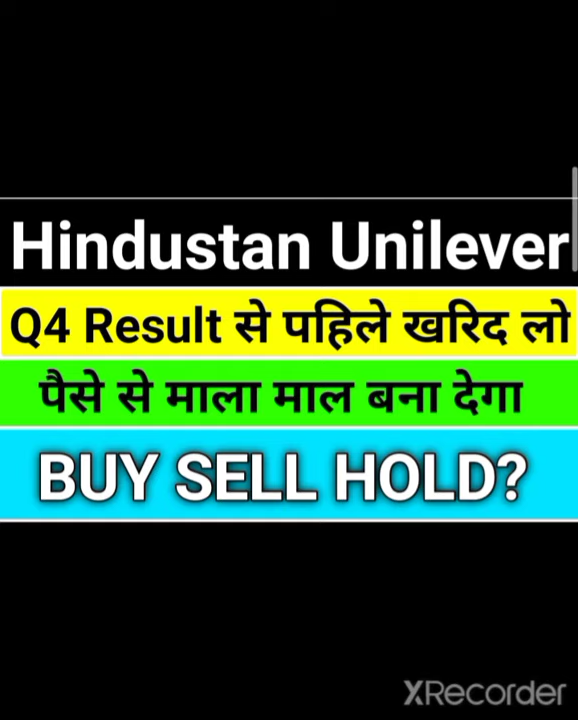 Hindustan Unilever
Q4 Result से पहिले खरिद लो
पैसे से माला माल बना देगा
BUY SELL HOLD?
XRecorder